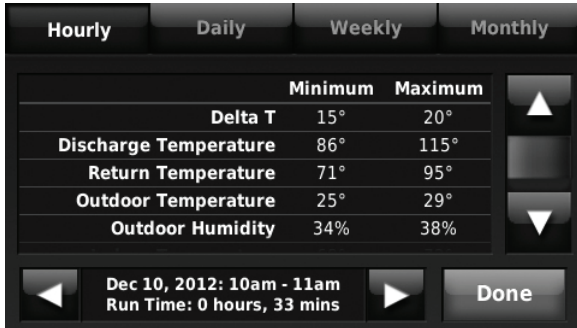 Hourly Daily Weekly Monthly
Minimum Maximum
Delta T 15° 20°
Discharge Temperature 86° 115°
Return Temperature 71° 95°
Outdoor Temperature 25° 29°
Outdoor Humidity 34% 38%
Dec 10, 2012: 10am - 11am
Run Time: 0 hours, 33 mins
Done